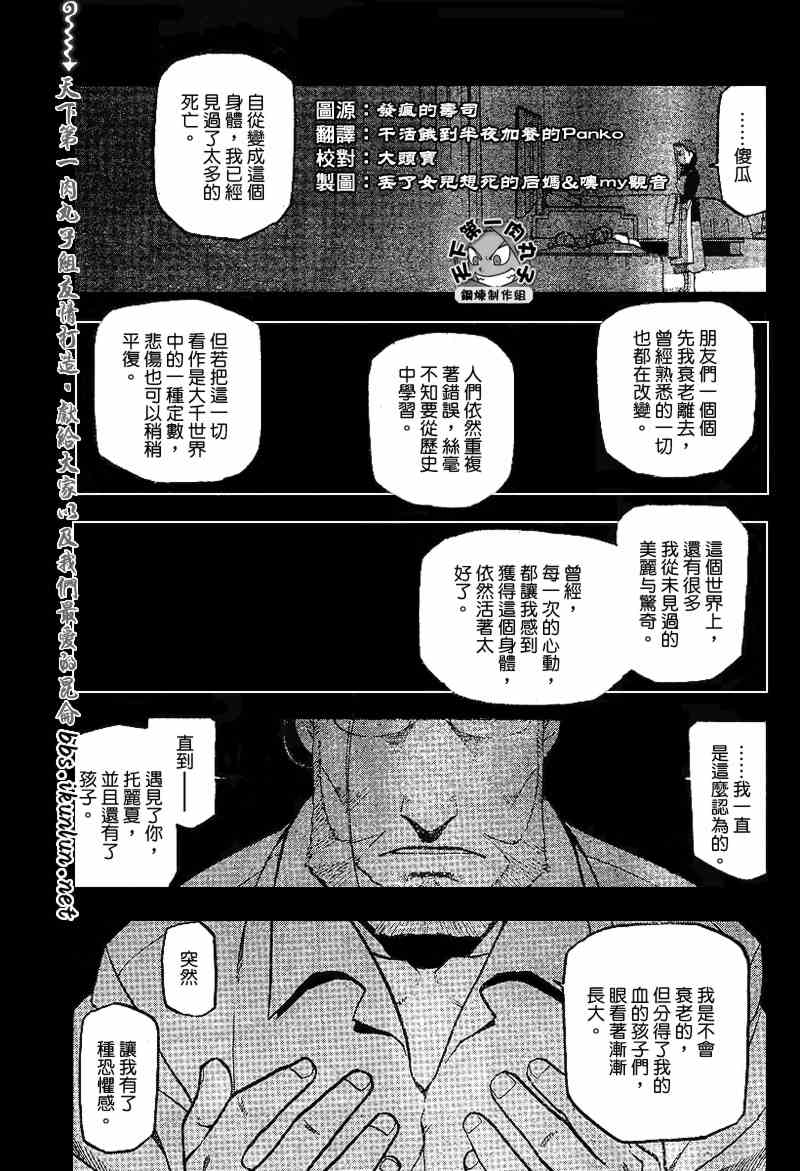 ……傻
瓜
自從變成這個
身體，我已經
見過了太多的
死亡。
圖源：發瘋的壽司
翻譯：干活餓到半夜加餐的Panko
校對：大頭寶
製圖：丢了女兒想死的后媽&噢my觀音
天下第一肉丸子
鋼煉制作組
朋友們一個個
先我衰老離去，
曾經熟悉的一切
也都在改變。
人們依然重複
著錯誤，絲毫
不知要從歷史
中學習。
但若把這一切
看作是大千世界
中的一種定數，
悲傷也可以稍稍
平復。
這個世界上，
還有很多
我從未見過的
美麗与驚奇。
曾經，
每一次的心動，
都讓我感到
獲得這個身體，
依然活著太
好了。
……我一直
是這麼認為的。
直到——
遇見了你，
托麗夏，
並且還有了
孩子。
我是不會
衰老的，
但分得了我的
血的孩子們，
眼看著漸漸
長大。
突然
讓我有了
種恐懼感。
天下第一肉丸子組友情打造，獻給大家以及我們最愛的昆侖 bbs.ikunlun.net